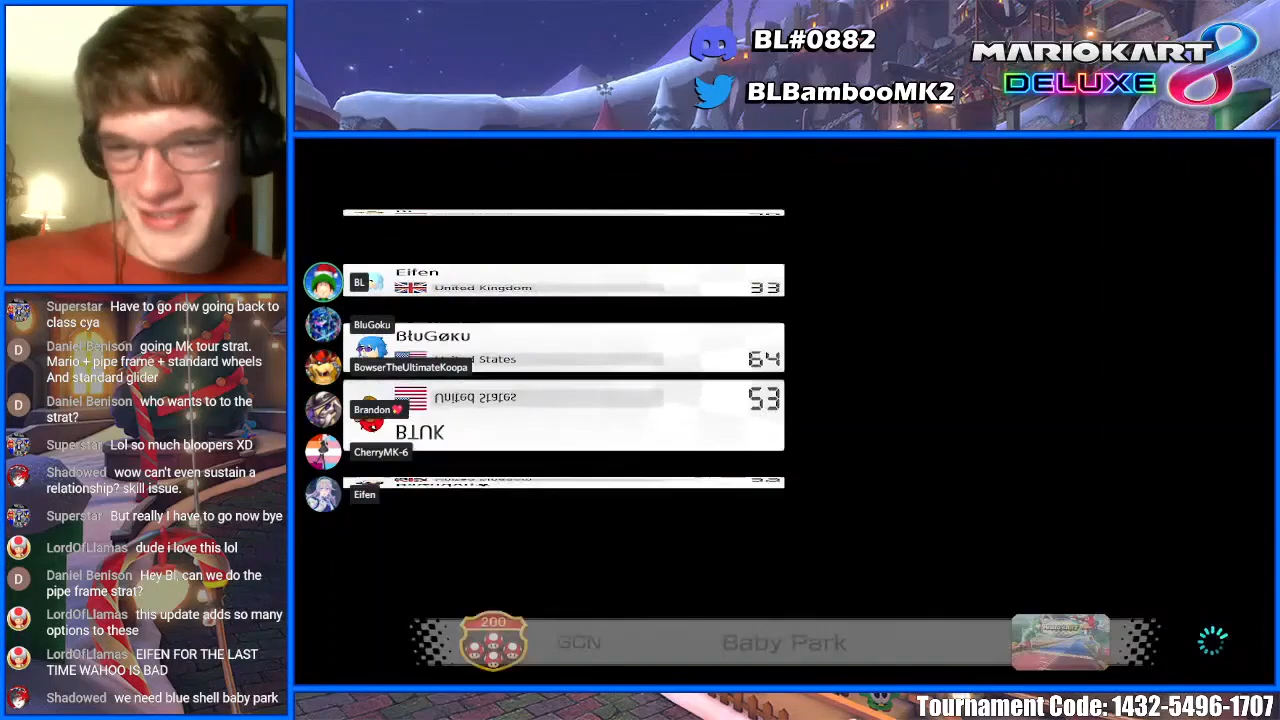 BL#0882
BLBambooMK2
MARIOKART 8
DELUXE
Superstar Have to go now going back to
class cya
Daniel Benison going Mk tour strat.
Mario + pipe frame + standard wheels
And standard glider
Daniel Benison who wants to to the
strat?
Superstar Lol so much bloopers XD
Shadowed wow can't even sustain a
relationship? skill issue.
Superstar But really I have to go now bye
LordOfLlamas dude i love this lol
Daniel Benison Hey Bl, can we do the
pipe frame strat?
LordOfLlamas this update adds so many
options to these
LordOfLlamas EIFEN FOR THE LAST
TIME WAHOO IS BAD
Shadowed we need blue shell baby park
BL
Eifen
United Kingdom 33
BluGoku
BłuGøκu
United States 64
BowserTheUltimateKoopa
United States 53
Brandon
BTUK
CherryMK-6
Eifen
200 GCN Baby Park
Tournament Code: 1432-5496-1707